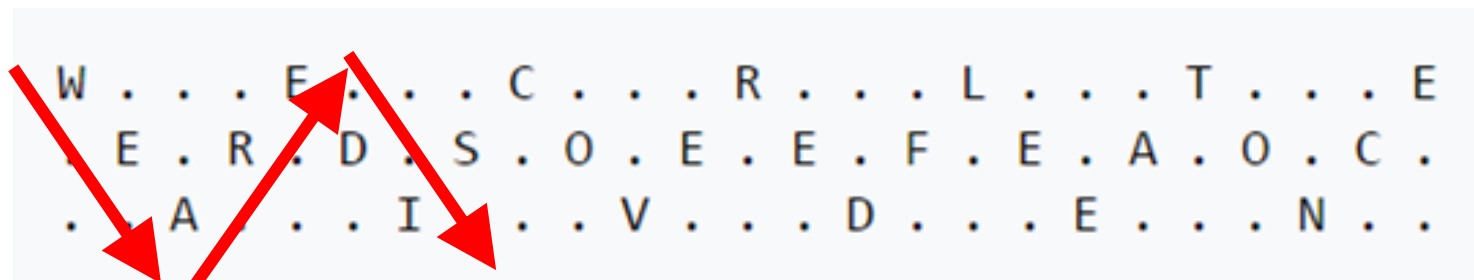 W . . . E . . . C . . . R . . . L . . . T . . . E
. E . R . D . S . O . E . E . F . E . A . O . C .
. . A . . . I . . . V . . . D . . . E . . . N . .